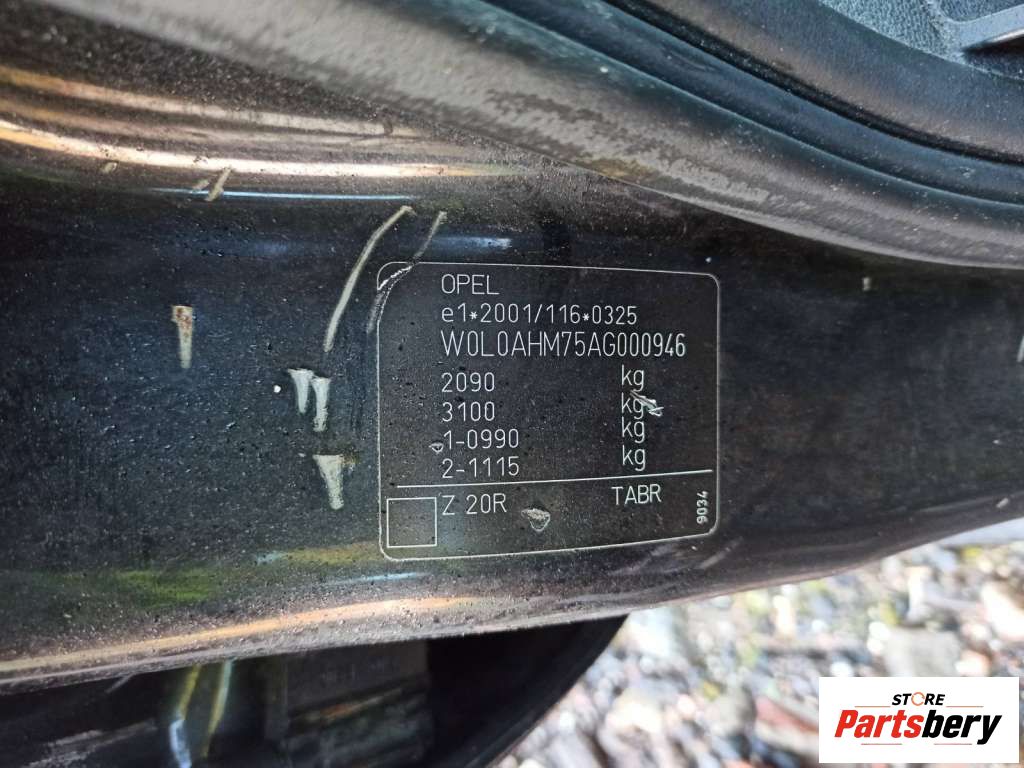 OPEL
e1*2001/116*0325
W0L0AHM75AG000946
2090 kg
3100 kg
1-0990 kg
2-1115 kg
Z 20R TABR
9034
STORE
Partsbery